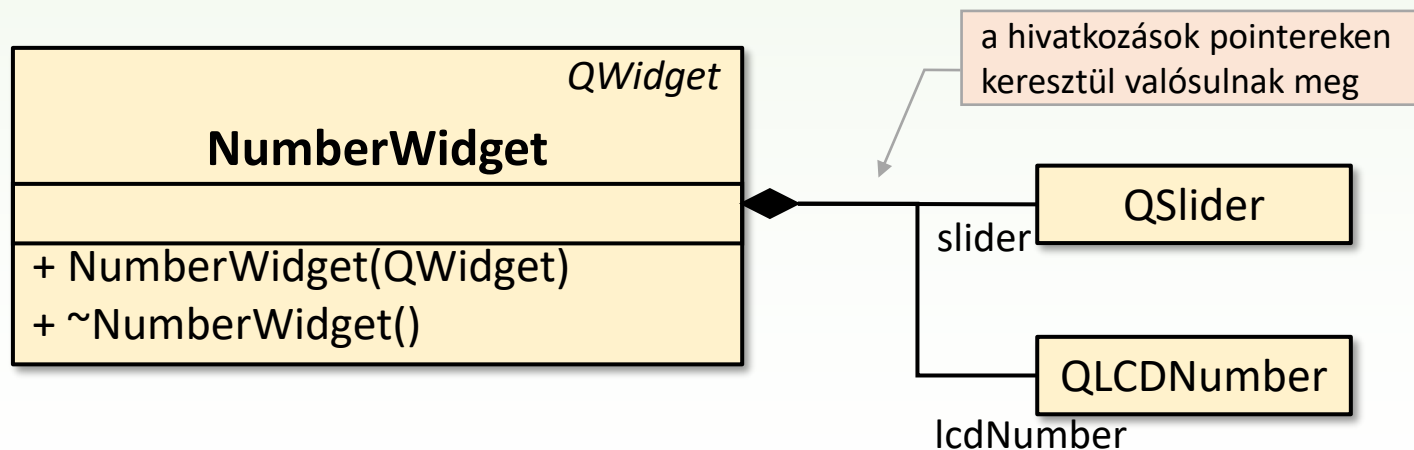 a hivatkozások pointereken
keresztül valósulnak meg
QWidget
NumberWidget
+ NumberWidget(QWidget)
+ ~NumberWidget()
QSlider
slider
QLCDNumber
lcdNumber